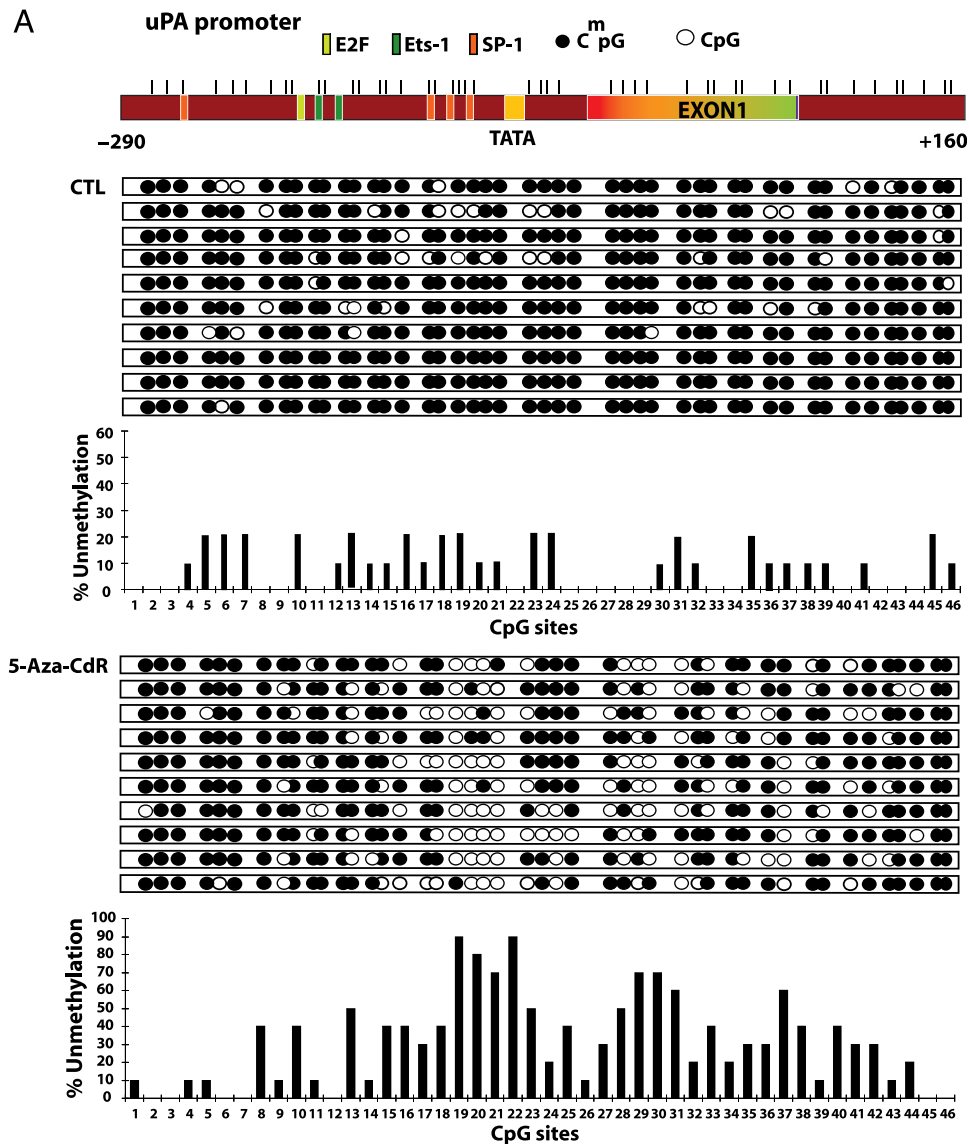 A
uPA promoter
E2F Ets-1 SP-1 CmpG CpG
EXON1
−290 TATA +160
CTL
60
50
40
30
20
10
0
% Unmethylation
1 2 3 4 5 6 7 8 9 10 11 12 13 14 15 16 17 18 19 20 21 22 23 24 25 26 27 28 29 30 31 32 33 34 35 36 37 38 39 40 41 42 43 44 45 46
CpG sites
5-Aza-CdR
100
90
80
70
60
50
40
30
20
10
0
% Unmethylation
1 2 3 4 5 6 7 8 9 10 11 12 13 14 15 16 17 18 19 20 21 22 23 24 25 26 27 28 29 30 31 32 33 34 35 36 37 38 39 40 41 42 43 44 45 46
CpG sites